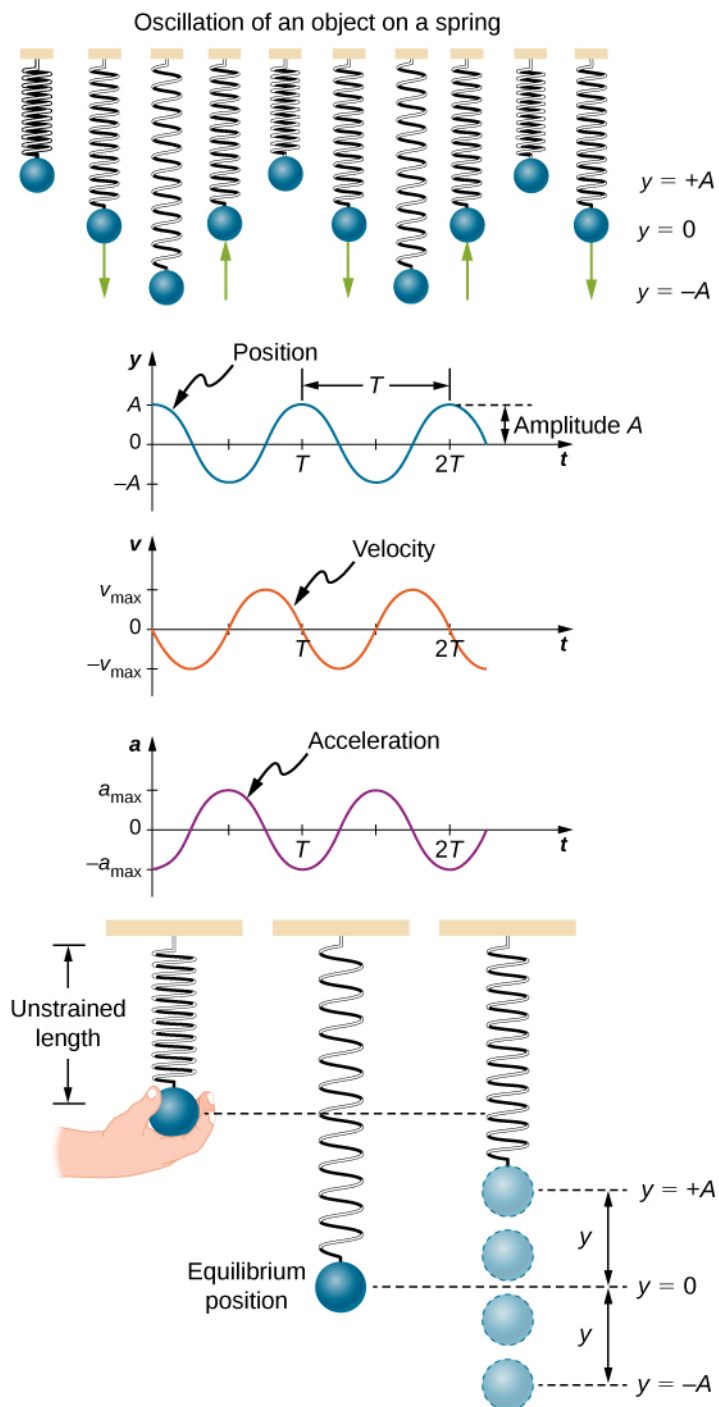 Oscillation of an object on a spring
y = +A
y = 0
y = –A
y
Position
T
A
Amplitude A
0
T
2T
t
–A
v
Velocity
vmax
0
T
2T
t
–vmax
a
Acceleration
amax
0
T
2T
t
–amax
Unstrained
length
y = +A
y
Equilibrium
position
y = 0
y
y = –A